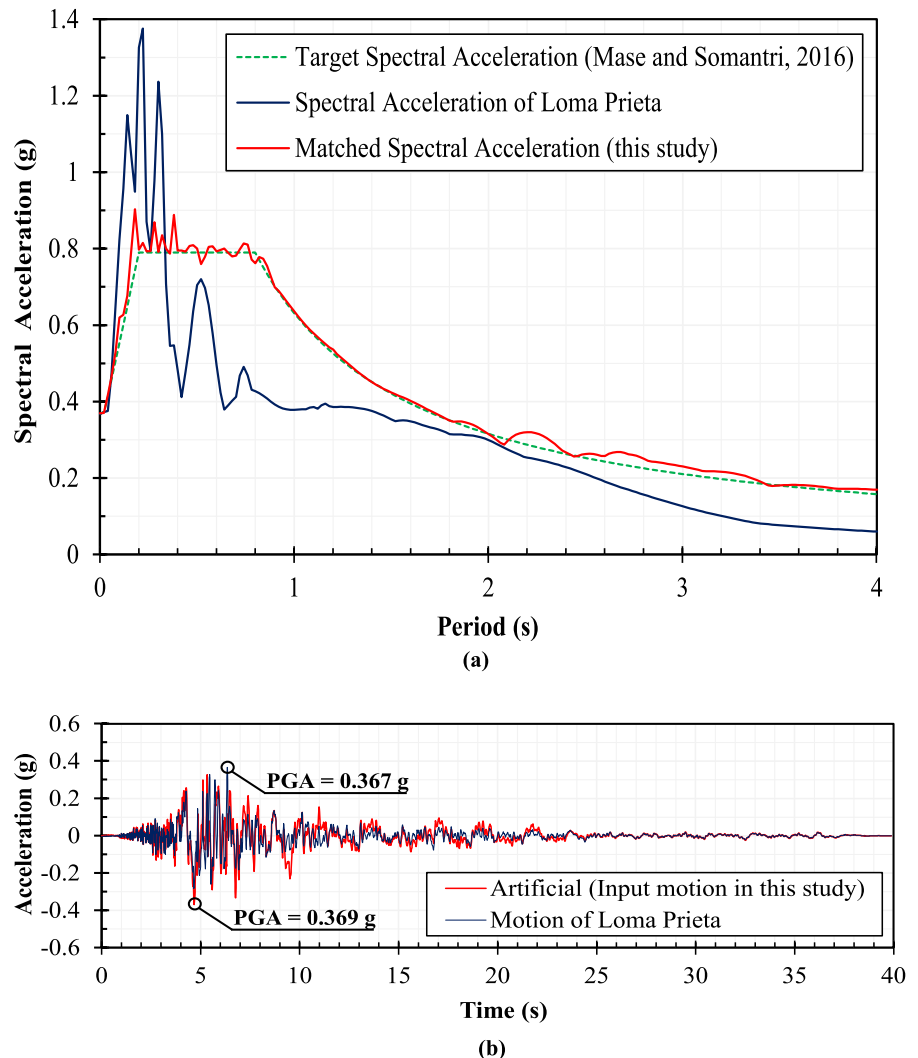 1.4
1.2
1
0.8
0.6
0.4
0.2
0
Spectral Acceleration (g)
Target Spectral Acceleration (Mase and Somantri, 2016)
Spectral Acceleration of Loma Prieta
Matched Spectral Acceleration (this study)
0 1 2 3 4
Period (s)
(a)
0.6
0.4
0.2
0
-0.2
-0.4
-0.6
Acceleration (g)
PGA = 0.367 g
PGA = 0.369 g
Artificial (Input motion in this study)
Motion of Loma Prieta
0 5 10 15 20 25 30 35 40
Time (s)
(b)